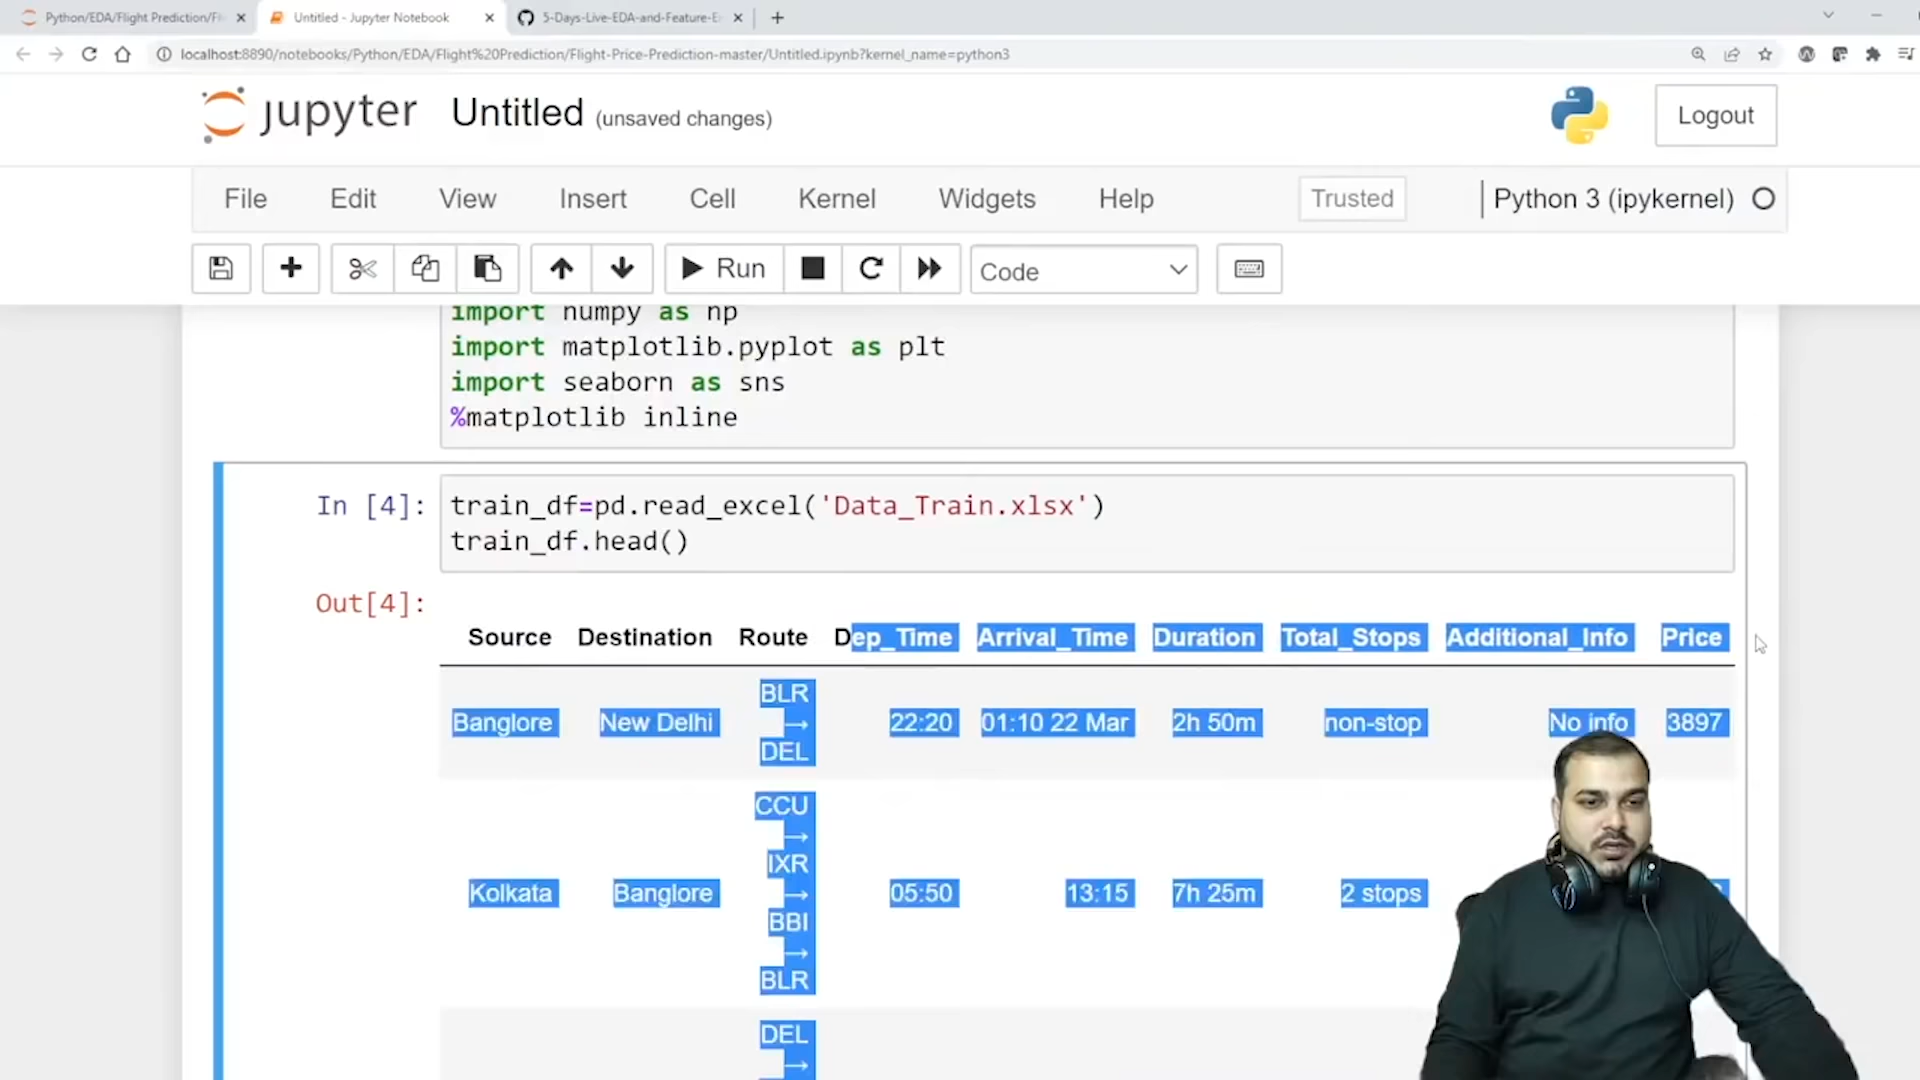 Python/EDA/Flight Prediction/Fl
Untitled - Jupyter Notebook
5-Days-Live-EDA-and-Feature-E
localhost:8890/notebooks/Python/EDA/Flight%20Prediction/Flight-Price-Prediction-master/Untitled.ipynb?kernel_name=python3
jupyter Untitled (unsaved changes)
Logout
File Edit View Insert Cell Kernel Widgets Help Trusted Python 3 (ipykernel)
Run Code
import numpy as np
import matplotlib.pyplot as plt
import seaborn as sns
%matplotlib inline
In [4]: train_df=pd.read_excel('Data_Train.xlsx')
train_df.head()
Out[4]:
Source Destination Route Dep_Time Arrival_Time Duration Total_Stops Additional_Info Price
BLR
Banglore New Delhi → 22:20 01:10 22 Mar 2h 50m non-stop No info 3897
DEL
CCU
→
IXR
Kolkata Banglore → 05:50 13:15 7h 25m 2 stops
BBI
→
BLR
DEL
→